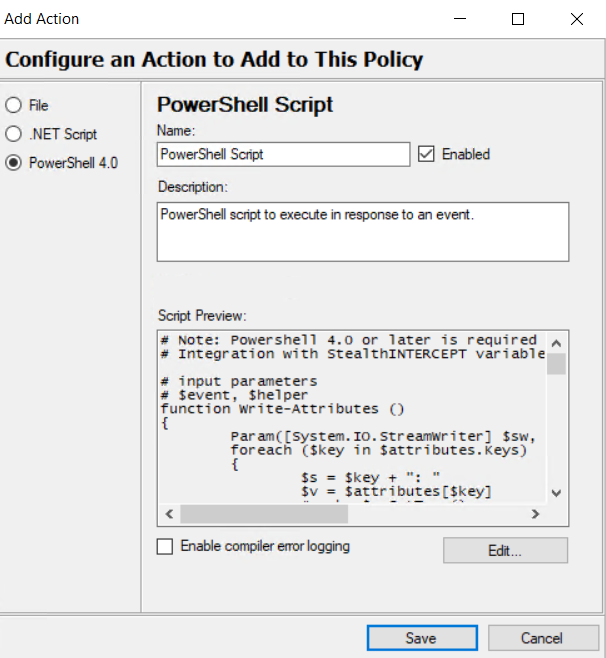 Add Action
Configure an Action to Add to This Policy
File
.NET Script
PowerShell 4.0
PowerShell Script
Name:
PowerShell Script
Enabled
Description:
PowerShell script to execute in response to an event.
Script Preview:
# Note: Powershell 4.0 or later is required
# Integration with StealthINTERCEPT variable
# input parameters
# $event, $helper
function Write-Attributes ()
{
Param([System.IO.StreamWriter] $sw,
foreach ($key in $attributes.Keys)
{
$s = $key + ": "
$v = $attributes[$key]
Enable compiler error logging
Edit...
Save
Cancel